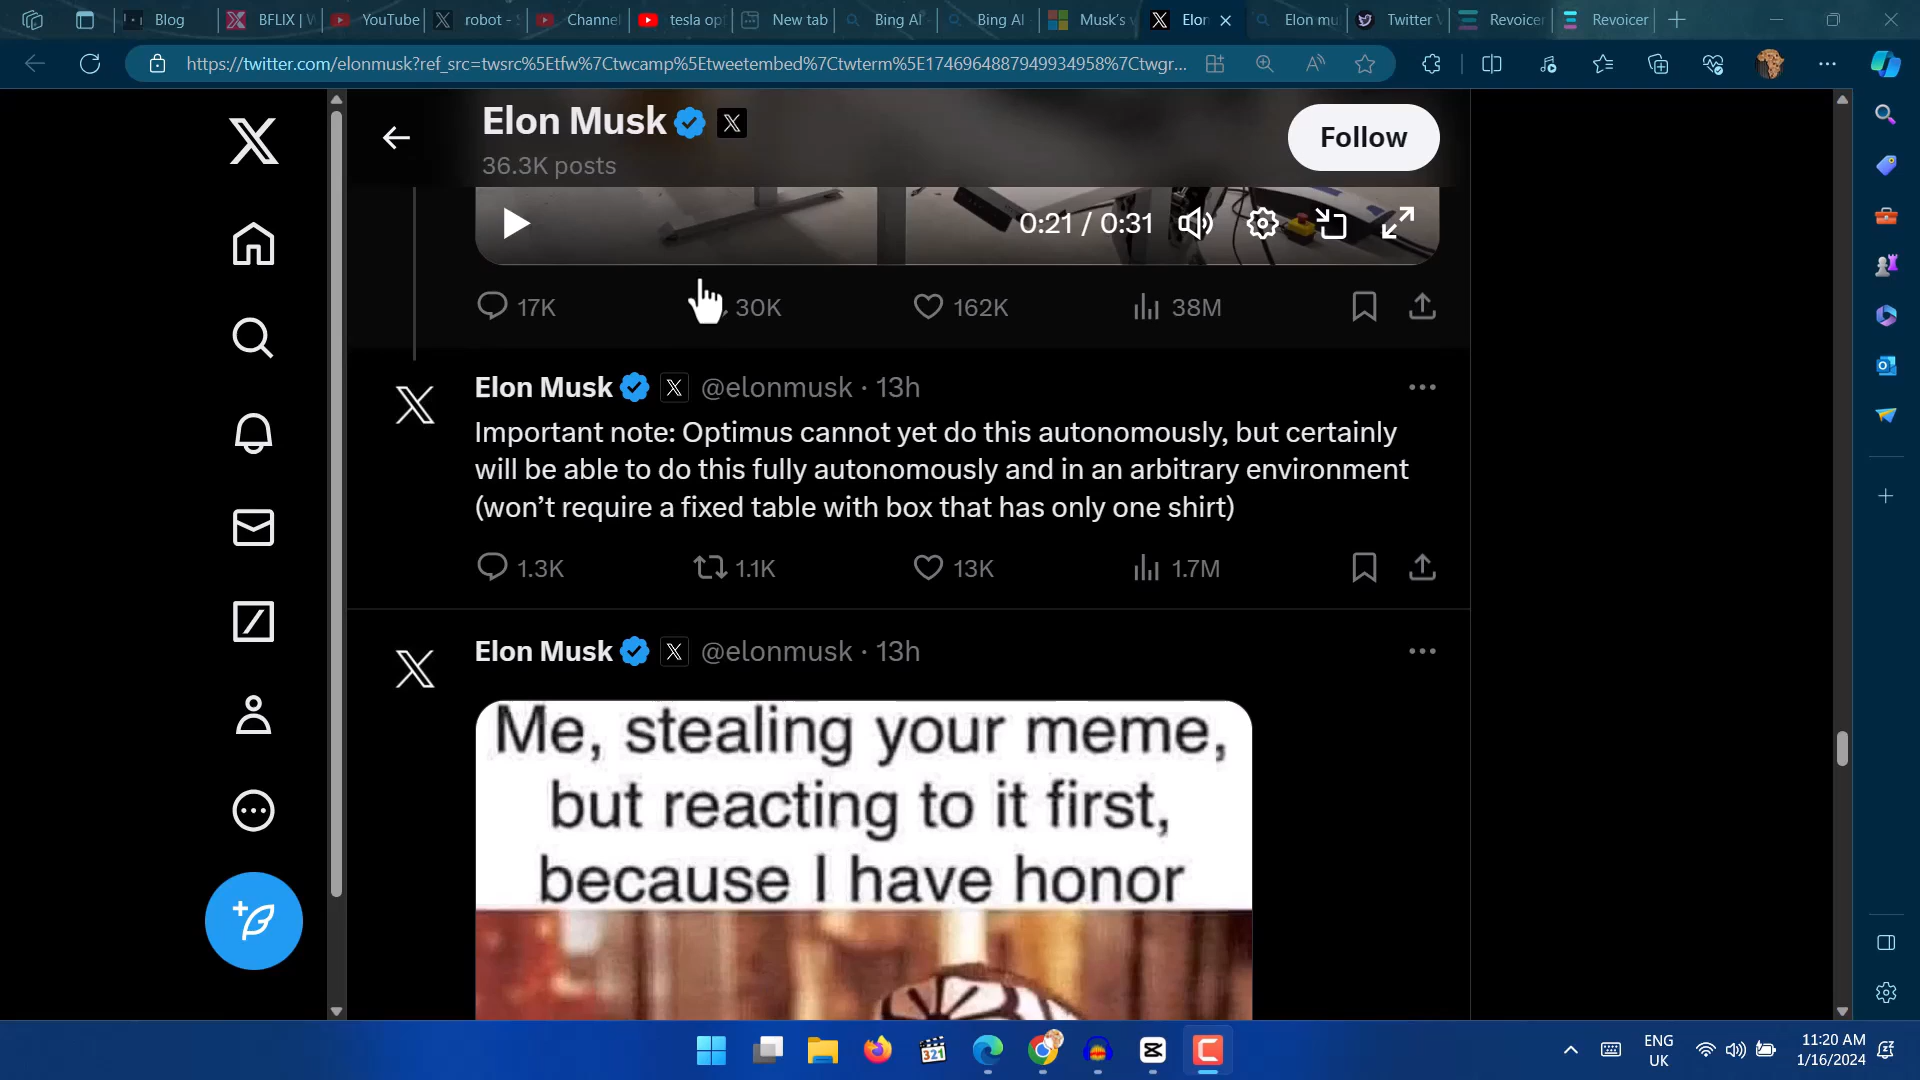 Blog
BFLIX | W
YouTube
robot - S
Channe
tesla op
New tab
Bing AI
Bing AI
Musk's v
Elon
Elon mu
Twitter V
Revoicer
Revoicer
https://twitter.com/elonmusk?ref_src=twsrc%5Etfw%7Ctwcamp%5Etweetembed%7Ctwterm%5E1746964887949934958%7Ctwgr...
Elon Musk
36.3K posts
Follow
0:21 / 0:31
17K 30K 162K 38M
Elon Musk @elonmusk · 13h
Important note: Optimus cannot yet do this autonomously, but certainly
will be able to do this fully autonomously and in an arbitrary environment
(won’t require a fixed table with box that has only one shirt)
1.3K 1.1K 13K 1.7M
Elon Musk @elonmusk · 13h
Me, stealing your meme,
but reacting to it first,
because I have honor
321
ENG
UK
11:20 AM
1/16/2024